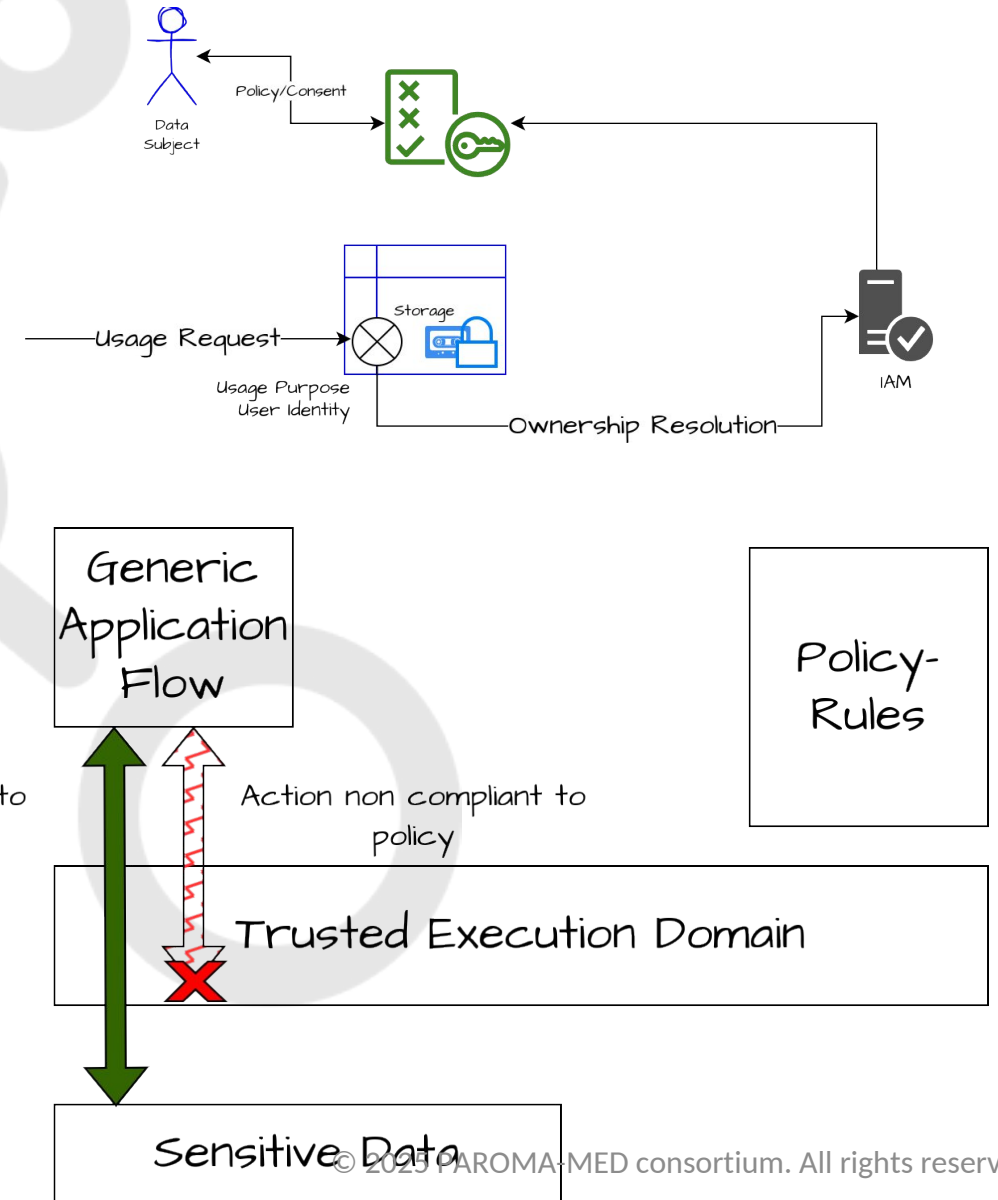 Policy/Consent
Data
Subject
Storage
Usage Request
Usage Purpose
User Identity
IAM
Ownership Resolution
Generic
Application
Flow
Policy-
Rules
to
Action non compliant to
policy
Trusted Execution Domain
Sensitive Data
© 2025 PAROMA-MED consortium. All rights reserv